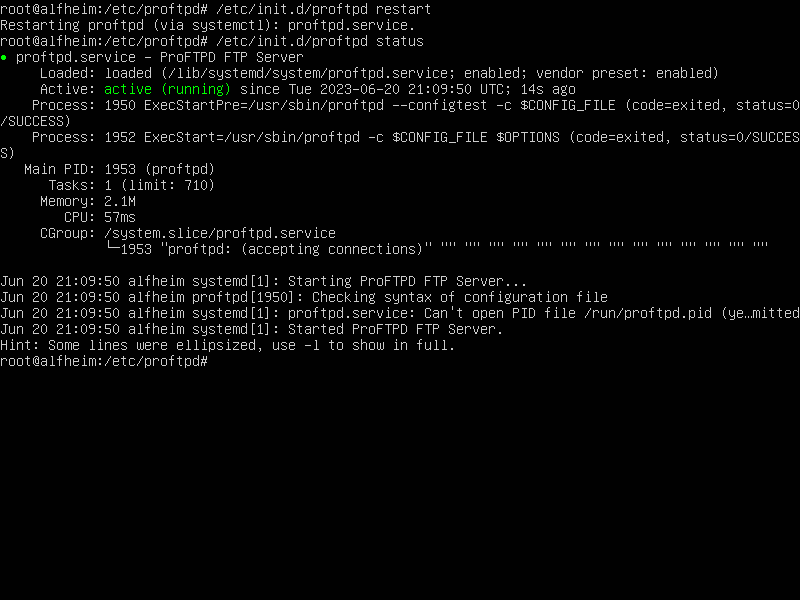 root@alfheim:/etc/proftpd# /etc/init.d/proftpd restart
Restarting proftpd (via systemctl): proftpd.service.
root@alfheim:/etc/proftpd# /etc/init.d/proftpd status
● proftpd.service - ProFTPD FTP Server
     Loaded: loaded (/lib/systemd/system/proftpd.service; enabled; vendor preset: enabled)
     Active: active (running) since Tue 2023-06-20 21:09:50 UTC; 14s ago
    Process: 1950 ExecStartPre=/usr/sbin/proftpd --configtest -c $CONFIG_FILE (code=exited, status=0
/SUCCESS)
    Process: 1952 ExecStart=/usr/sbin/proftpd -c $CONFIG_FILE $OPTIONS (code=exited, status=0/SUCCES
S)
   Main PID: 1953 (proftpd)
      Tasks: 1 (limit: 710)
     Memory: 2.1M
        CPU: 57ms
     CGroup: /system.slice/proftpd.service
             └─1953 "proftpd: (accepting connections)" "" "" "" "" "" "" "" "" "" "" "" "" "" ""

Jun 20 21:09:50 alfheim systemd[1]: Starting ProFTPD FTP Server...
Jun 20 21:09:50 alfheim proftpd[1950]: Checking syntax of configuration file
Jun 20 21:09:50 alfheim systemd[1]: proftpd.service: Can't open PID file /run/proftpd.pid (ye…mitted
Jun 20 21:09:50 alfheim systemd[1]: Started ProFTPD FTP Server.
Hint: Some lines were ellipsized, use -l to show in full.
root@alfheim:/etc/proftpd#